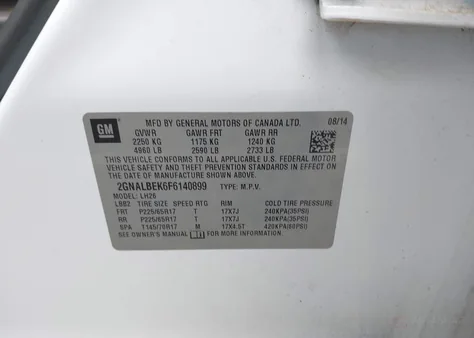 GM
MFD BY GENERAL MOTORS OF CANADA LTD. 08/14
GVWR GAWR FRT GAWR RR
2250 KG 1175 KG 1240 KG
4960 LB 2590 LB 2733 LB
THIS VEHICLE CONFORMS TO ALL APPLICABLE U.S. FEDERAL MOTOR
VEHICLE SAFETY AND THEFT PREVENTION STANDARDS IN EFFECT ON THE
DATE OF MANUFACTURE SHOWN ABOVE.
2GNALBEK6F6140899 TYPE: M.P.V.
MODEL: LH26
LBB2 TIRE SIZE SPEED RTG RIM COLD TIRE PRESSURE
FRT P225/65R17 T 17X7J 240KPA(35PSI)
RR P225/65R17 T 17X7J 240KPA(35PSI)
SPA T145/70R17 M 17X4.5T 420KPA(60PSI)
SEE OWNER'S MANUAL FOR MORE INFORMATION.